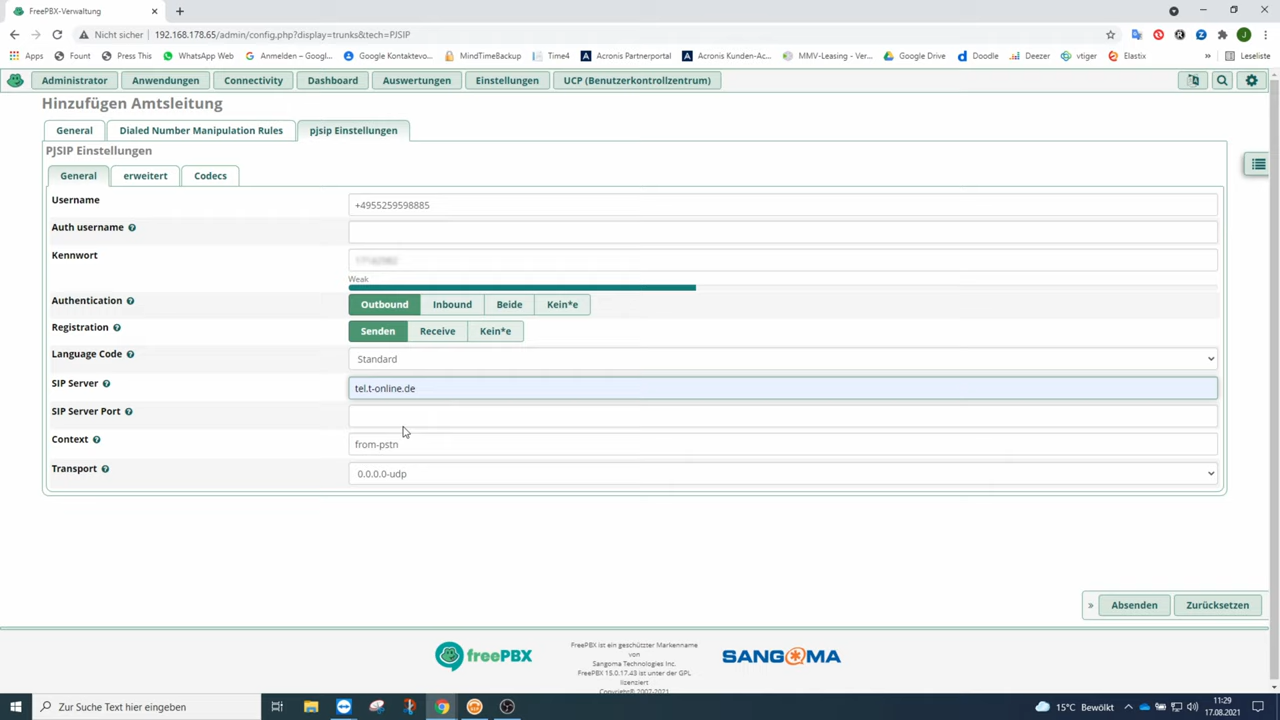 FreePBX-Verwaltung
Nicht sicher 192.168.178.65/admin/config.php?display=trunks&tech=PJSIP
Apps Fount Press This WhatsApp Web Anmelden – Googl... Google Kontaktevo... MindTimeBackup Time4 Acronis Partnerportal Acronis Kunden-Ac... MMV-Leasing - Ver... Google Drive Doodle Deezer vtiger Elastix » Leseliste
Administrator Anwendungen Connectivity Dashboard Auswertungen Einstellungen UCP (Benutzerkontrollzentrum)
Hinzufügen Amtsleitung
General Dialed Number Manipulation Rules pjsip Einstellungen
PJSIP Einstellungen
General erweitert Codecs
Username +4955259598885
Auth username
Kennwort
Weak
Authentication Outbound Inbound Beide Kein*e
Registration Senden Receive Kein*e
Language Code Standard
SIP Server tel.t-online.de
SIP Server Port
Context from-pstn
Transport 0.0.0.0-udp
» Absenden Zurücksetzen
freePBX
FreePBX ist ein geschützter Markenname
von
Sangoma Technologies Inc.
FreePBX 15.0.17.43 ist unter der GPL
lizenziert
Copyright© 2007-2021
SANGOMA
Zur Suche Text hier eingeben
15°C Bewölkt
11:29
17.08.2021